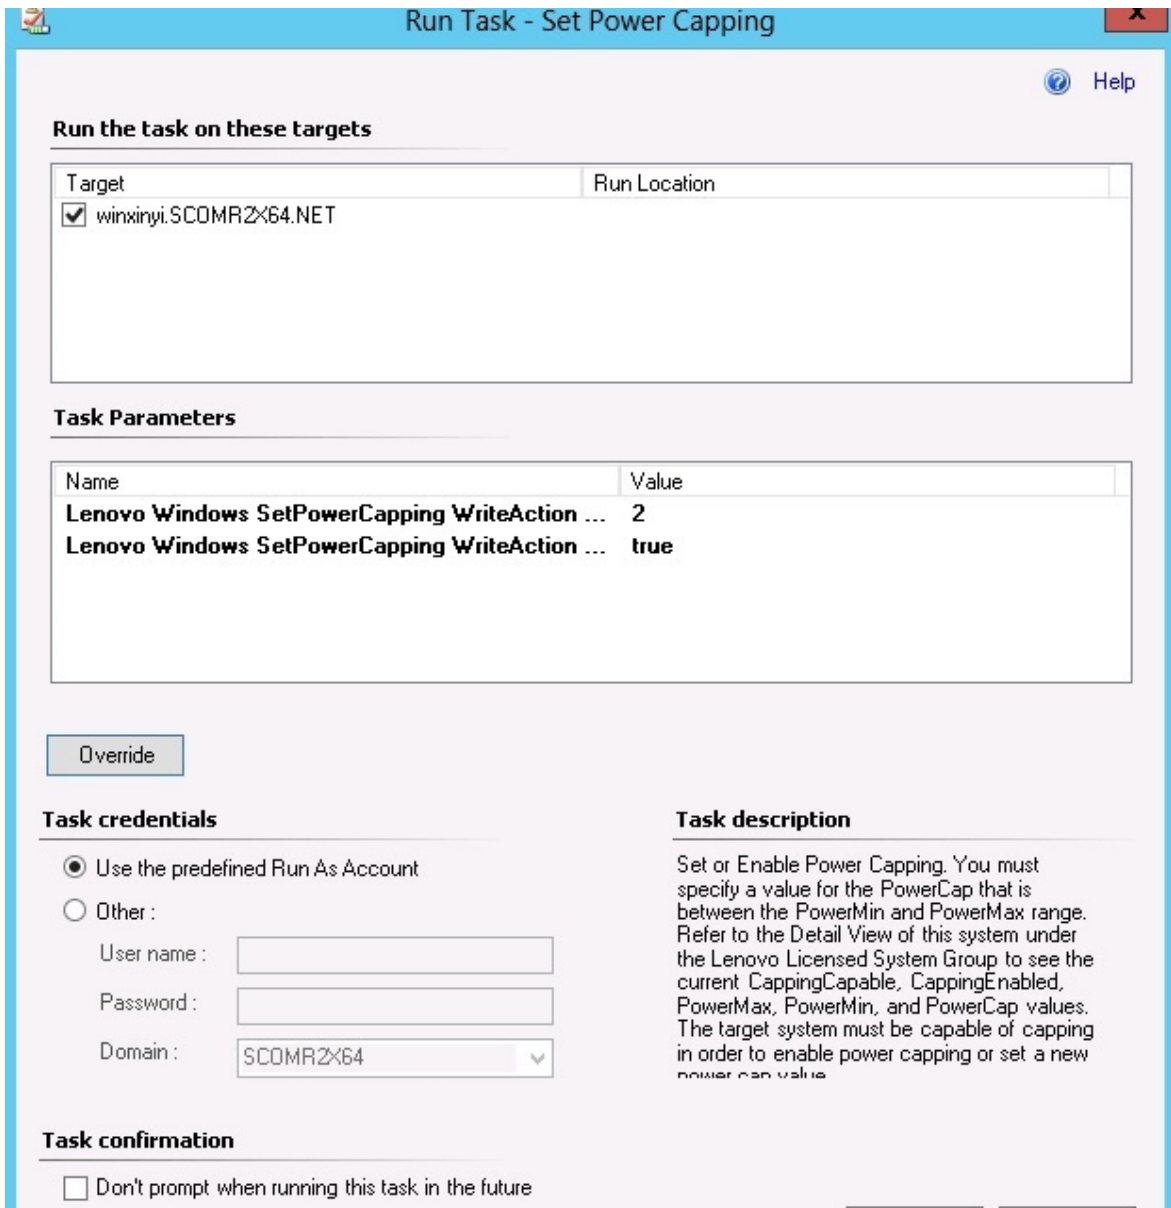 Run Task - Set Power Capping
x
Help
Run the task on these targets
Target Run Location
winxinyi.SCOMR2X64.NET
Task Parameters
Name Value
Lenovo Windows SetPowerCapping WriteAction ... 2
Lenovo Windows SetPowerCapping WriteAction ... true
Override
Task credentials
Use the predefined Run As Account
Other :
User name :
Password :
Domain : SCOMR2X64
Task description
Set or Enable Power Capping. You must
specify a value for the PowerCap that is
between the PowerMin and PowerMax range.
Refer to the Detail View of this system under
the Lenovo Licensed System Group to see the
current CappingCapable, CappingEnabled,
PowerMax, PowerMin, and PowerCap values.
The target system must be capable of capping
in order to enable power capping or set a new
power cap value
Task confirmation
Don't prompt when running this task in the future